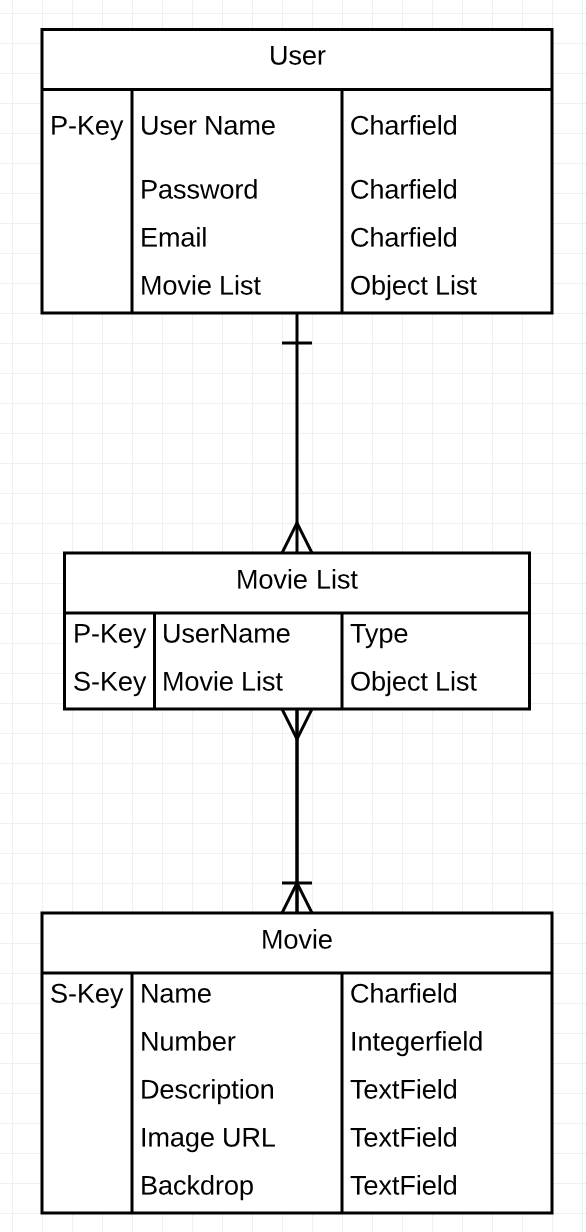 User
P-Key User Name Charfield
Password Charfield
Email Charfield
Movie List Object List
Movie List
P-Key UserName Type
S-Key Movie List Object List
Movie
S-Key Name Charfield
Number Integerfield
Description TextField
Image URL TextField
Backdrop TextField